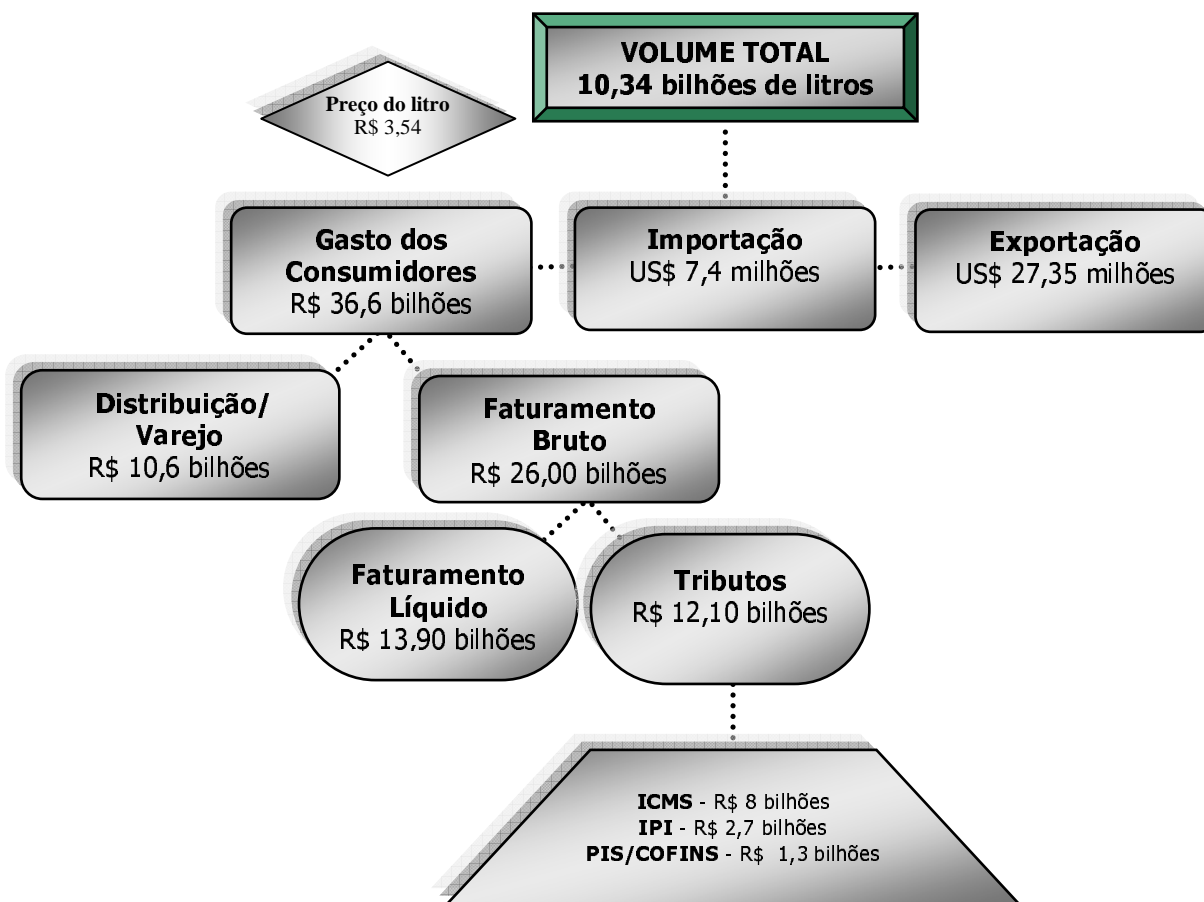 VOLUME TOTAL
10,34 bilhões de litros
Preço do litro
R$ 3,54
Gasto dos
Consumidores
R$ 36,6 bilhões
Importação
US$ 7,4 milhões
Exportação
US$ 27,35 milhões
Distribuição/
Varejo
R$ 10,6 bilhões
Faturamento
Bruto
R$ 26,00 bilhões
Faturamento
Líquido
R$ 13,90 bilhões
Tributos
R$ 12,10 bilhões
ICMS - R$ 8 bilhões
IPI - R$ 2,7 bilhões
PIS/COFINS - R$ 1,3 bilhões